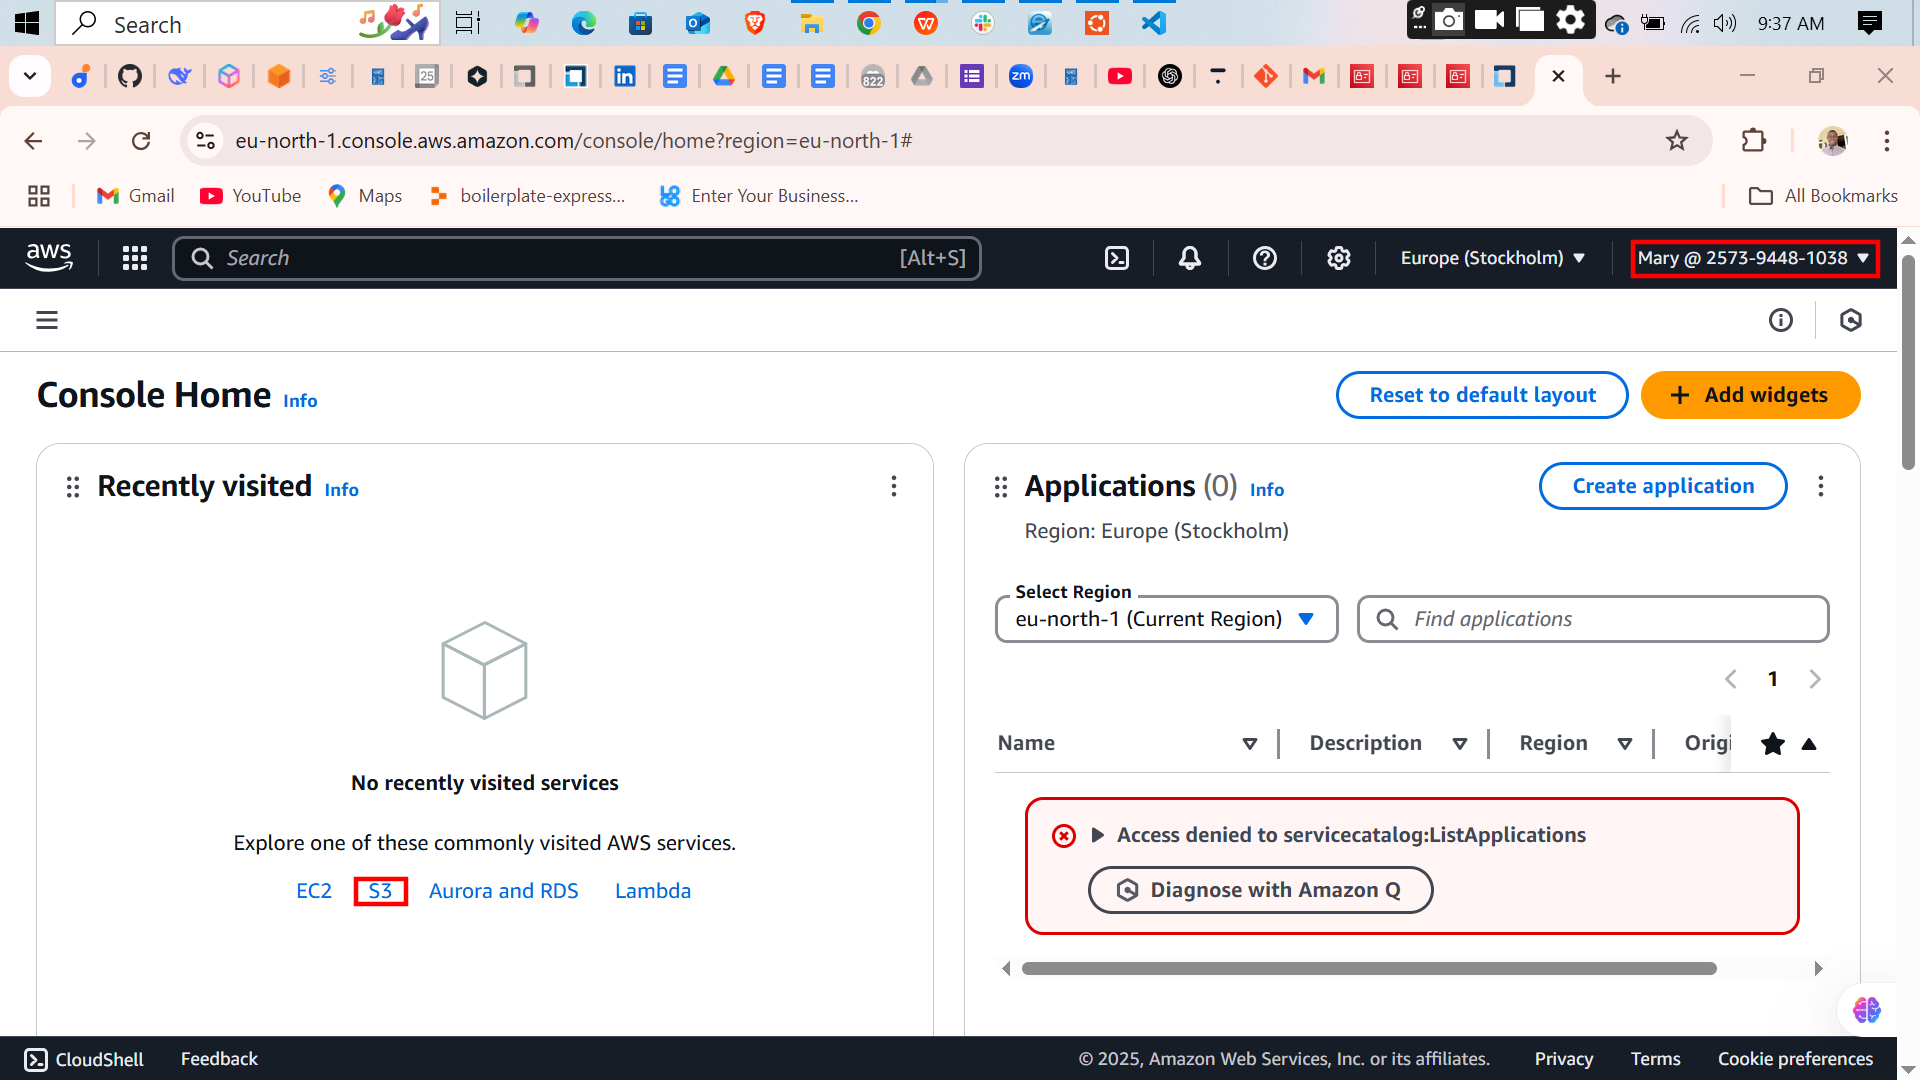 Search
9:37 AM
25
822
zm
eu-north-1.console.aws.amazon.com/console/home?region=eu-north-1#
Gmail
YouTube
Maps
boilerplate-express...
Enter Your Business...
All Bookmarks
aws
Search
[Alt+S]
Europe (Stockholm)
Mary @ 2573-9448-1038
Console Home Info
Reset to default layout
Add widgets
Recently visited Info
No recently visited services
Explore one of these commonly visited AWS services.
EC2
S3
Aurora and RDS
Lambda
Applications (0) Info
Create application
Region: Europe (Stockholm)
Select Region
eu-north-1 (Current Region)
Find applications
1
Name
Description
Region
Origi
Access denied to servicecatalog:ListApplications
Diagnose with Amazon Q
CloudShell
Feedback
© 2025, Amazon Web Services, Inc. or its affiliates.
Privacy
Terms
Cookie preferences